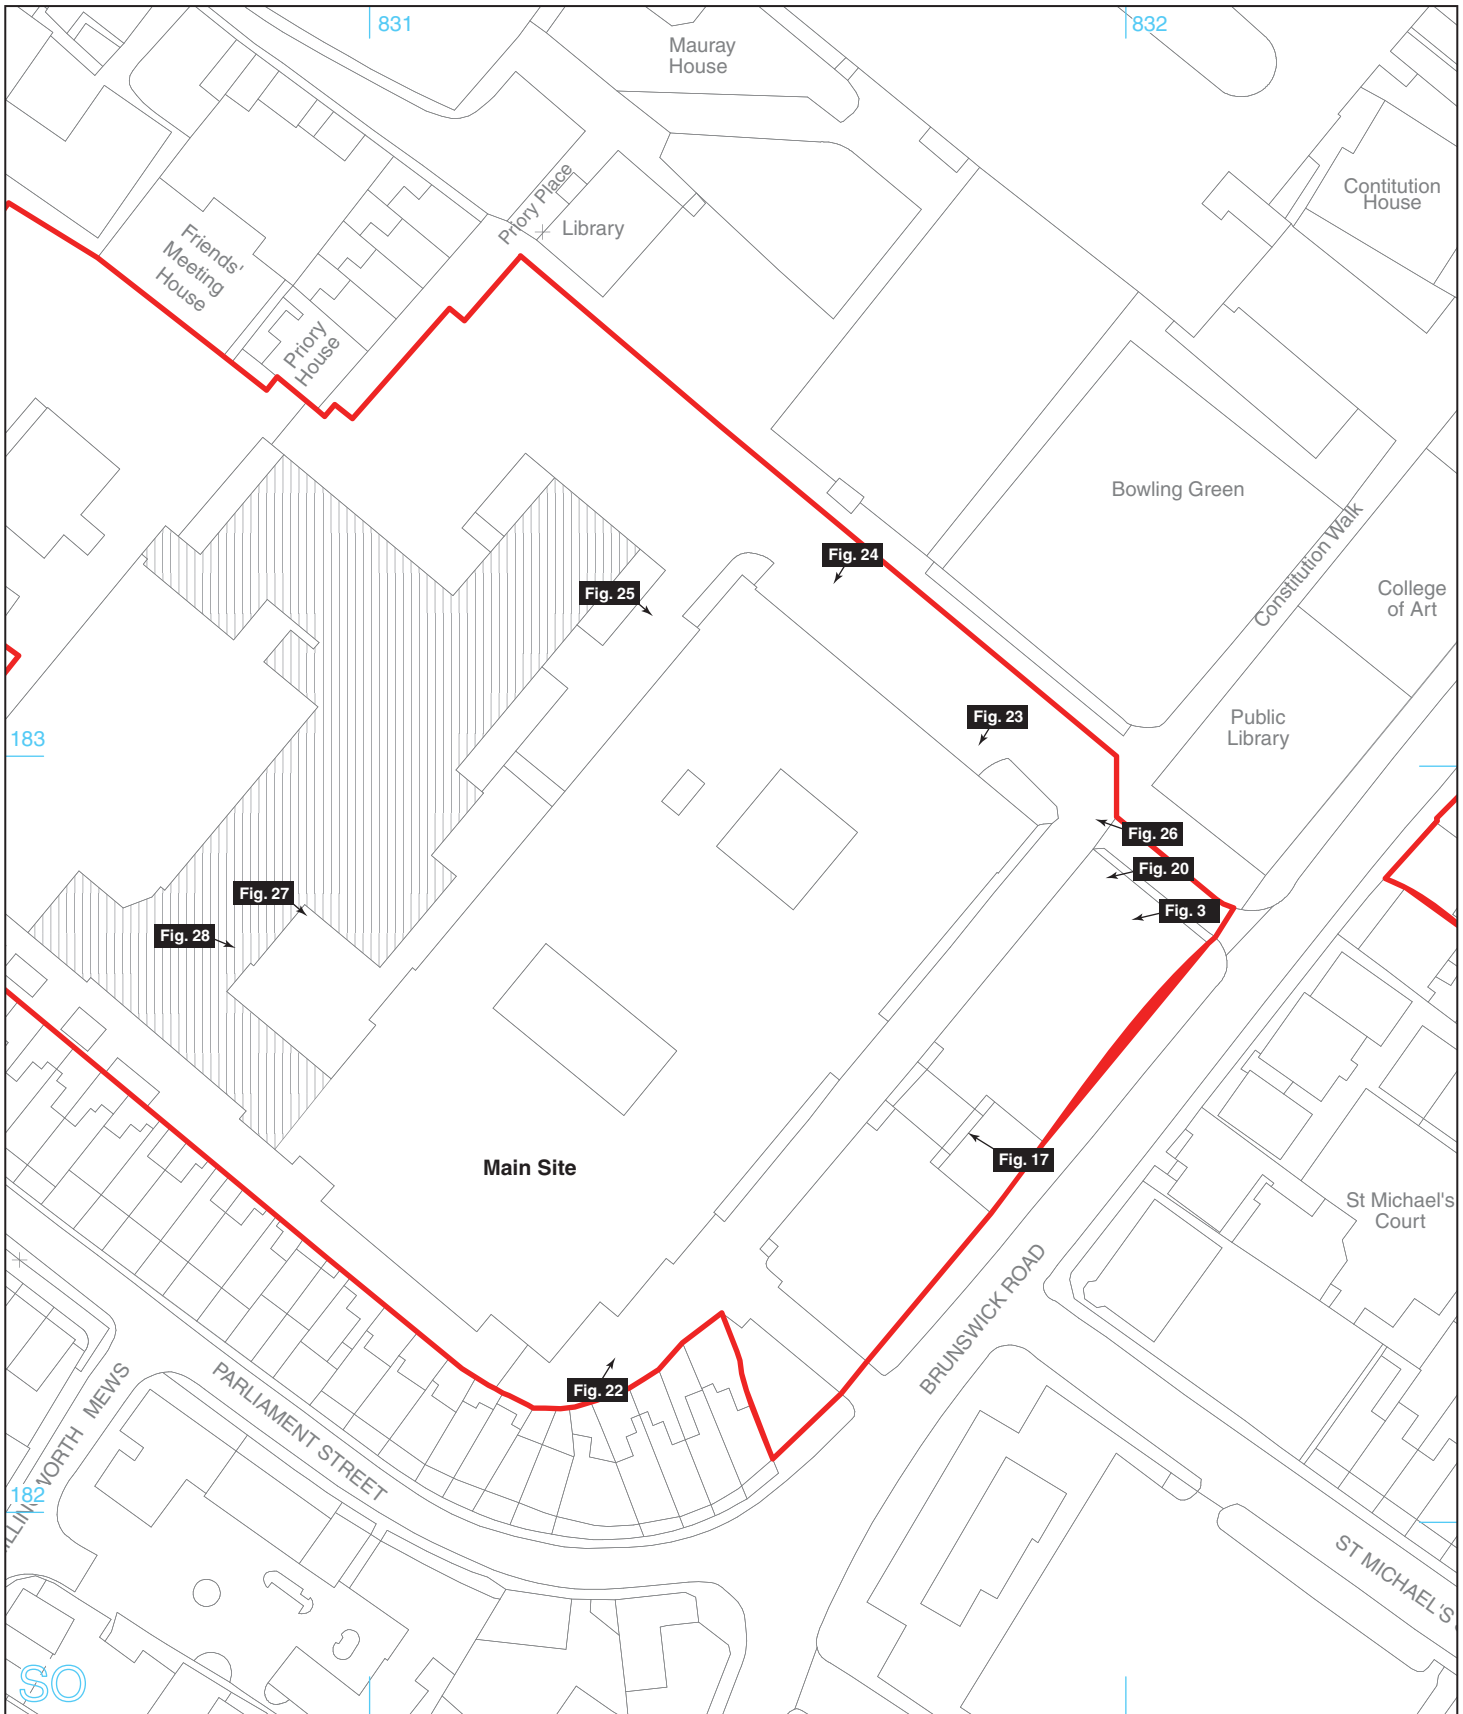 831
832
Mauray
House
Contitution
House
Priory Place
Library
Friends'
Meeting
House
Priory
House
Bowling Green
Constitution Walk
Fig. 24
Fig. 25
College
of Art
Fig. 23
Public
Library
183
Fig. 26
Fig. 20
Fig. 3
Fig. 27
Fig. 28
Main Site
Fig. 17
St Michael's
Court
BRUNSWICK ROAD
Fig. 22
PARLIAMENT STREET
MEWS
182
ST MICHAEL'S
SO